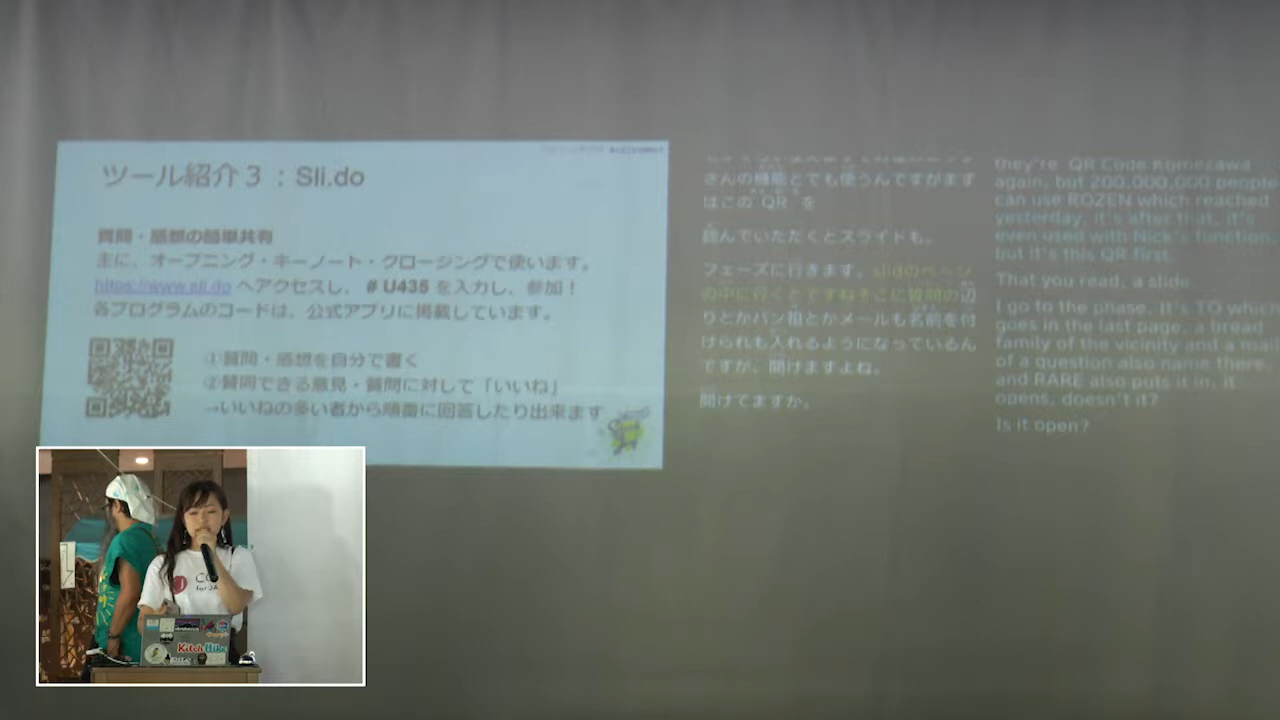 ツール紹介３：Sli.do
質問・感想の簡単共有
主に、オープニング・キーノート・クロージングで使います。
https://www.sli.do へアクセスし、# U435 を入力し、参加！
各プログラムのコードは、公式アプリに掲載しています。
①質問・感想を自分で書く
②賛同できる意見・質問に対して「いいね」
→いいねの多い者から順番に回答したり出来ます
さんの機能とても使うんですがまず
はこの QR を
読んでいただくとスライドも。
フェーズに行きます。slidのページ
の中に行くとですねそこに質問の辺
りとかパン祖とかメールも名前を付
けられも入れるようになっているん
ですが、開けますよね。
開けてますか。
they're QR Code Komezawa
again, but 200,000,000 people
can use ROZEN which reached
yesterday, it's after that, it's
even used with Nick's function,
but it's this QR first.
That you read, a slide.
I go to the phase. It's TO which
goes in the last page, a bread
family of the vicinity and a mail
of a question also name there,
and RARE also puts it in, it
opens, doesn't it?
Is it open?
for JA
KitchHike